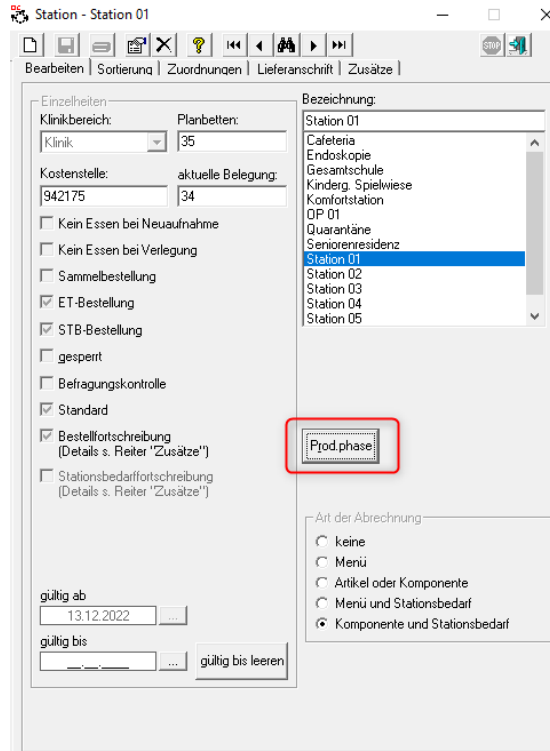 Station - Station 01
STOP
Bearbeiten Sortierung Zuordnungen Lieferanschrift Zusätze
Einzelheiten
Klinikbereich: Planbetten:
Klinik 35
Kostenstelle: aktuelle Belegung:
942175 34
Kein Essen bei Neuaufnahme
Kein Essen bei Verlegung
Sammelbestellung
ET-Bestellung
STB-Bestellung
gesperrt
Befragungskontrolle
Standard
Bestellfortschreibung
(Details s. Reiter "Zusätze")
Stationsbedarffortschreibung
(Details s. Reiter "Zusätze")
gültig ab
13.12.2022 ...
gültig bis
__.__.____ ... gültig bis leeren
Bezeichnung:
Station 01
Cafeteria
Endoskopie
Gesamtschule
Kinderg. Spielwiese
Komfortstation
OP 01
Quarantäne
Seniorenresidenz
Station 01
Station 02
Station 03
Station 04
Station 05
Prod.phase
Art der Abrechnung
keine
Menü
Artikel oder Komponente
Menü und Stationsbedarf
Komponente und Stationsbedarf